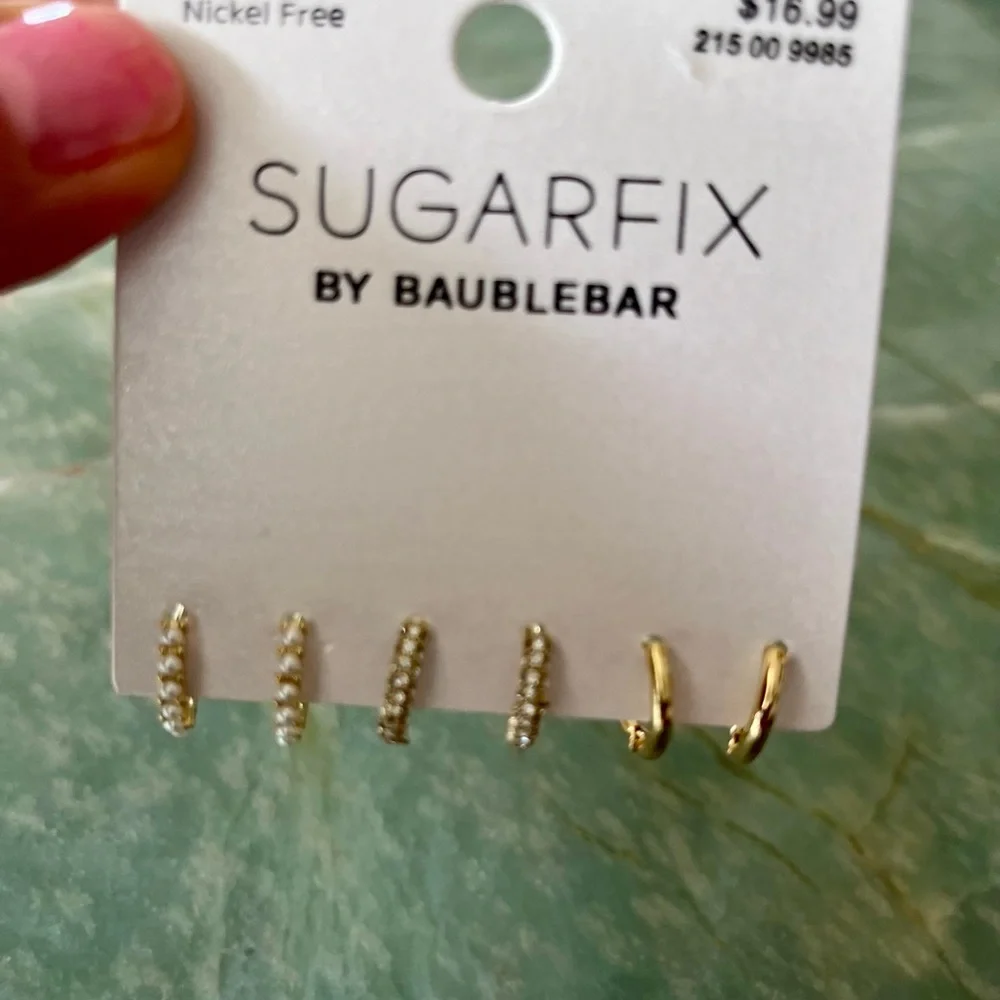 Nickel Free
$16.99
215 00 9985
SUGARFIX
BY BAUBLEBAR